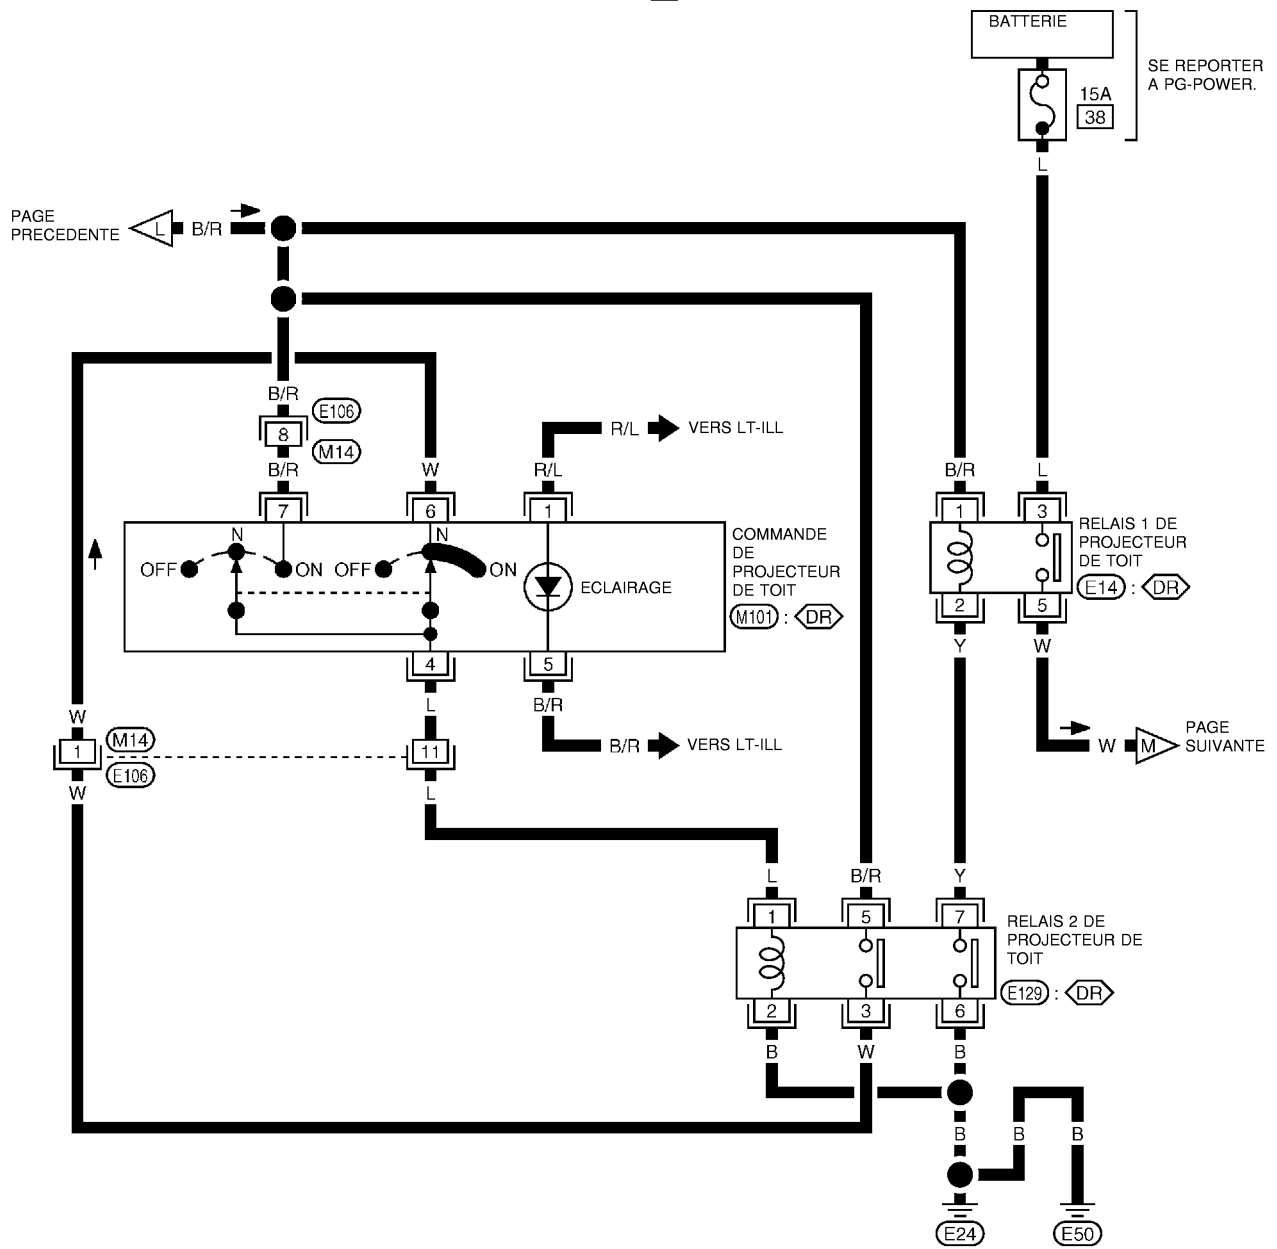 BATTERIE
SE REPORTER
A PG-POWER.
15A
38
L
PAGE
PRECEDENTE
L
B/R
B/R
E106
8
M14
B/R
W
R/L
VERS LT-ILL
R/L
B/R
L
7
6
1
1
3
N
N
OFF
ON
OFF
ON
ECLAIRAGE
COMMANDE
DE
PROJECTEUR
DE TOIT
M101 : DR
RELAIS 1 DE
PROJECTEUR
DE TOIT
E14 : DR
2
5
4
5
Y
W
L
B/R
W
1
M14
E106
11
B/R
VERS LT-ILL
W
M
PAGE
SUIVANTE
W
L
L
B/R
Y
1
5
7
RELAIS 2 DE
PROJECTEUR DE
TOIT
E129 : DR
2
3
6
B
W
B
B
B
B
E24
E50